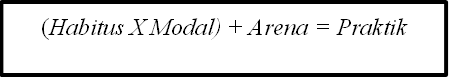 (Habitus X Modal) + Arena = Praktik